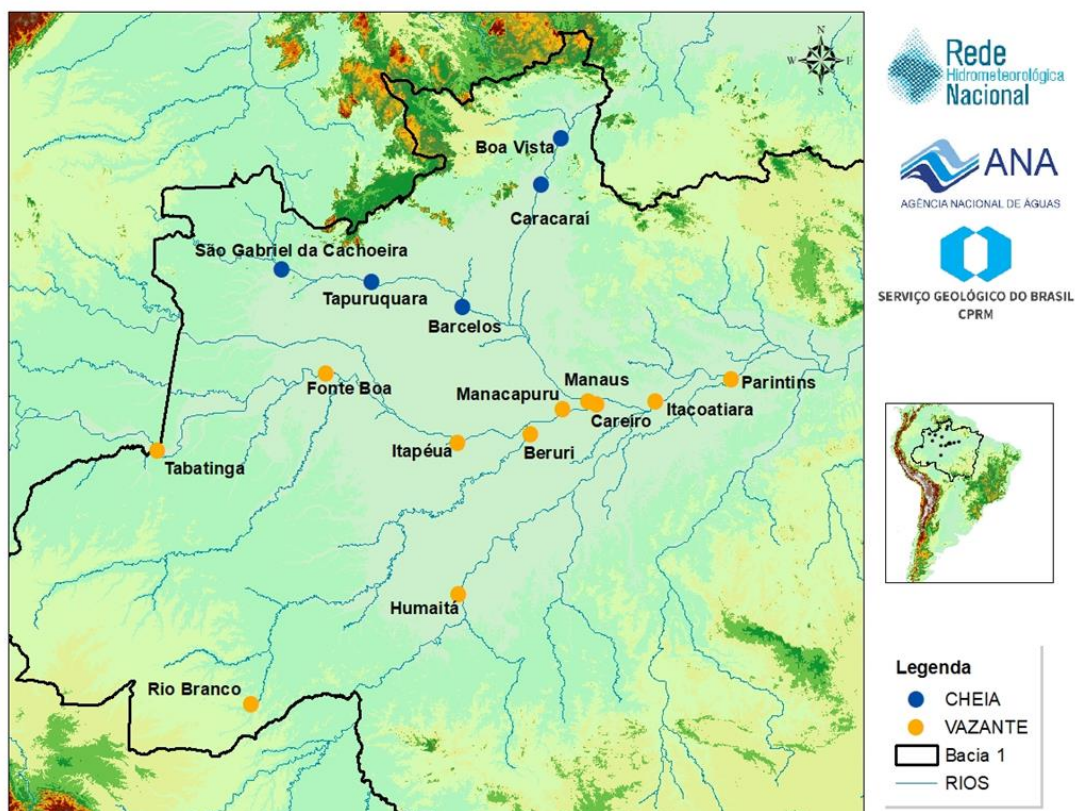 Boa Vista
Caracaraí
São Gabriel da Cachoeira
Tapuruquara
Barcelos
Fonte Boa
Manaus
Manacapuru
Parintins
Careiro
Itacoatiara
Itapéua
Beruri
Tabatinga
Humaitá
Rio Branco
N
W
E
S
Rede
Hidrometeorológica
Nacional
ANA
AGÊNCIA NACIONAL DE ÁGUAS
SERVIÇO GEOLÓGICO DO BRASIL
CPRM
Legenda
CHEIA
VAZANTE
Bacia 1
RIOS